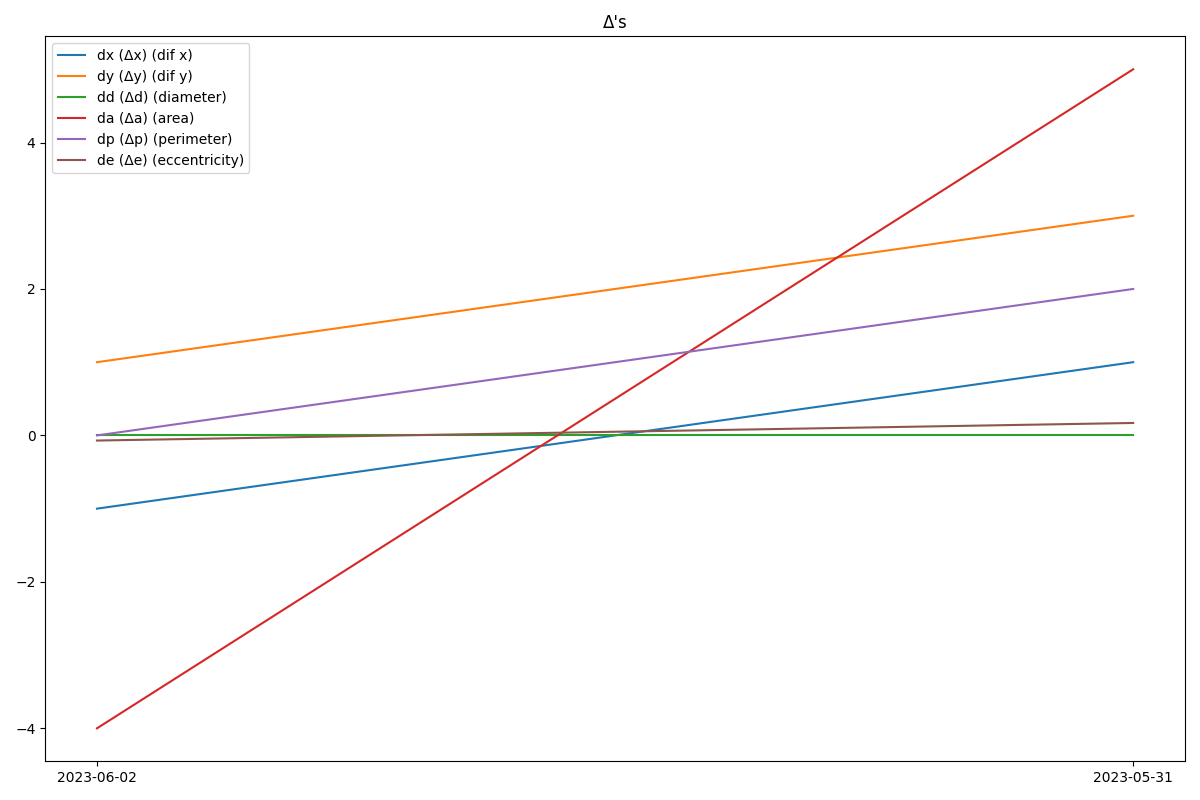 Δ's
dx (Δx) (dif x)
dy (Δy) (dif y)
dd (Δd) (diameter)
da (Δa) (area)
dp (Δp) (perimeter)
de (Δe) (eccentricity)
4
2
0
−2
−4
2023-06-02
2023-05-31